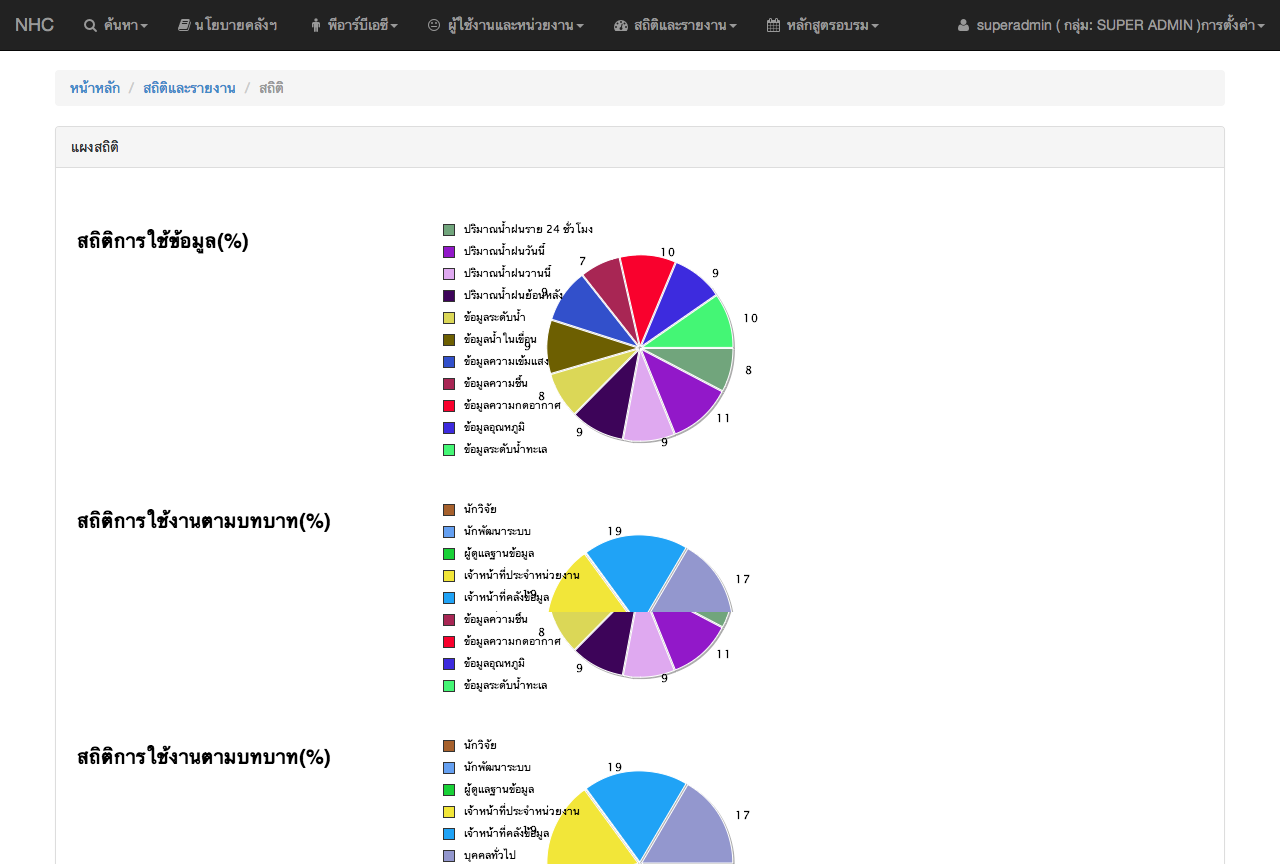 NHC ค้นหา นโยบายคลังฯ พีอาร์บีเอซี ผู้ใช้งานและหน่วยงาน สถิติและรายงาน หลักสูตรอบรม superadmin ( กลุ่ม: SUPER ADMIN )การตั้งค่า
หน้าหลัก / สถิติและรายงาน / สถิติ
แผงสถิติ
สถิติการใช้ข้อมูล(%)
ปริมาณน้ำฝนราย 24 ชั่วโมง
ปริมาณน้ำฝนวันนี้
ปริมาณน้ำฝนวานนี้
ปริมาณน้ำฝนย้อนหลัง
ข้อมูลระดับน้ำ
ข้อมูลน้ำในเขื่อน
ข้อมูลความเข้มแสง
ข้อมูลความชื้น
ข้อมูลความกดอากาศ
ข้อมูลอุณหภูมิ
ข้อมูลระดับน้ำทะเล
10
7
9
9
10
9
8
8
11
9
9
สถิติการใช้งานตามบทบาท(%)
นักวิจัย
นักพัฒนาระบบ
ผู้ดูแลฐานข้อมูล
เจ้าหน้าที่ประจำหน่วยงาน
เจ้าหน้าที่คลังข้อมูล
19
17
19
ข้อมูลความชื้น
ข้อมูลความกดอากาศ
ข้อมูลอุณหภูมิ
ข้อมูลระดับน้ำทะเล
8
11
9
9
สถิติการใช้งานตามบทบาท(%)
นักวิจัย
นักพัฒนาระบบ
ผู้ดูแลฐานข้อมูล
เจ้าหน้าที่ประจำหน่วยงาน
เจ้าหน้าที่คลังข้อมูล
บุคคลทั่วไป
19
17
19